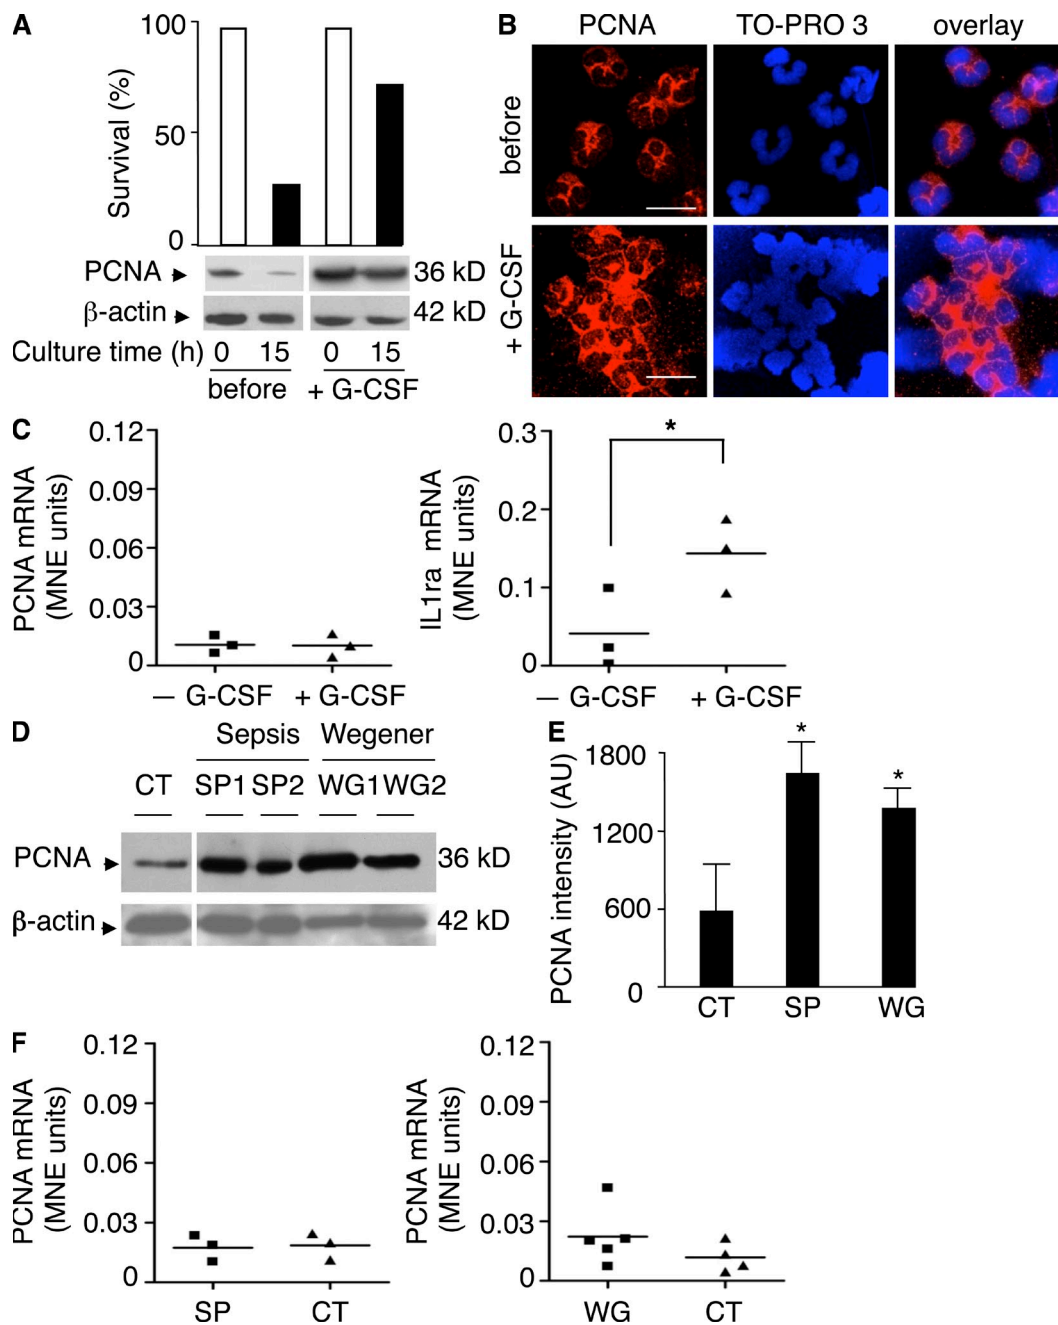 A
100
50
0
Survival (%)
PCNA
36 kD
β-actin
42 kD
Culture time (h) 0 15 0 15
before + G-CSF
B
PCNA TO-PRO 3 overlay
before
+ G-CSF
C
0.12
0.09
0.06
0.03
0
PCNA mRNA
(MNE units)
— G-CSF + G-CSF
0.3
0.2
0.1
0
IL1ra mRNA
(MNE units)
*
— G-CSF + G-CSF
D
Sepsis Wegener
CT SP1 SP2 WG1 WG2
PCNA 36 kD
β-actin 42 kD
E
1800
1200
600
0
PCNA intensity (AU)
* *
CT SP WG
F
0.12
0.09
0.06
0.03
0
PCNA mRNA
(MNE units)
SP CT
0.12
0.09
0.06
0.03
0
PCNA mRNA
(MNE units)
WG CT